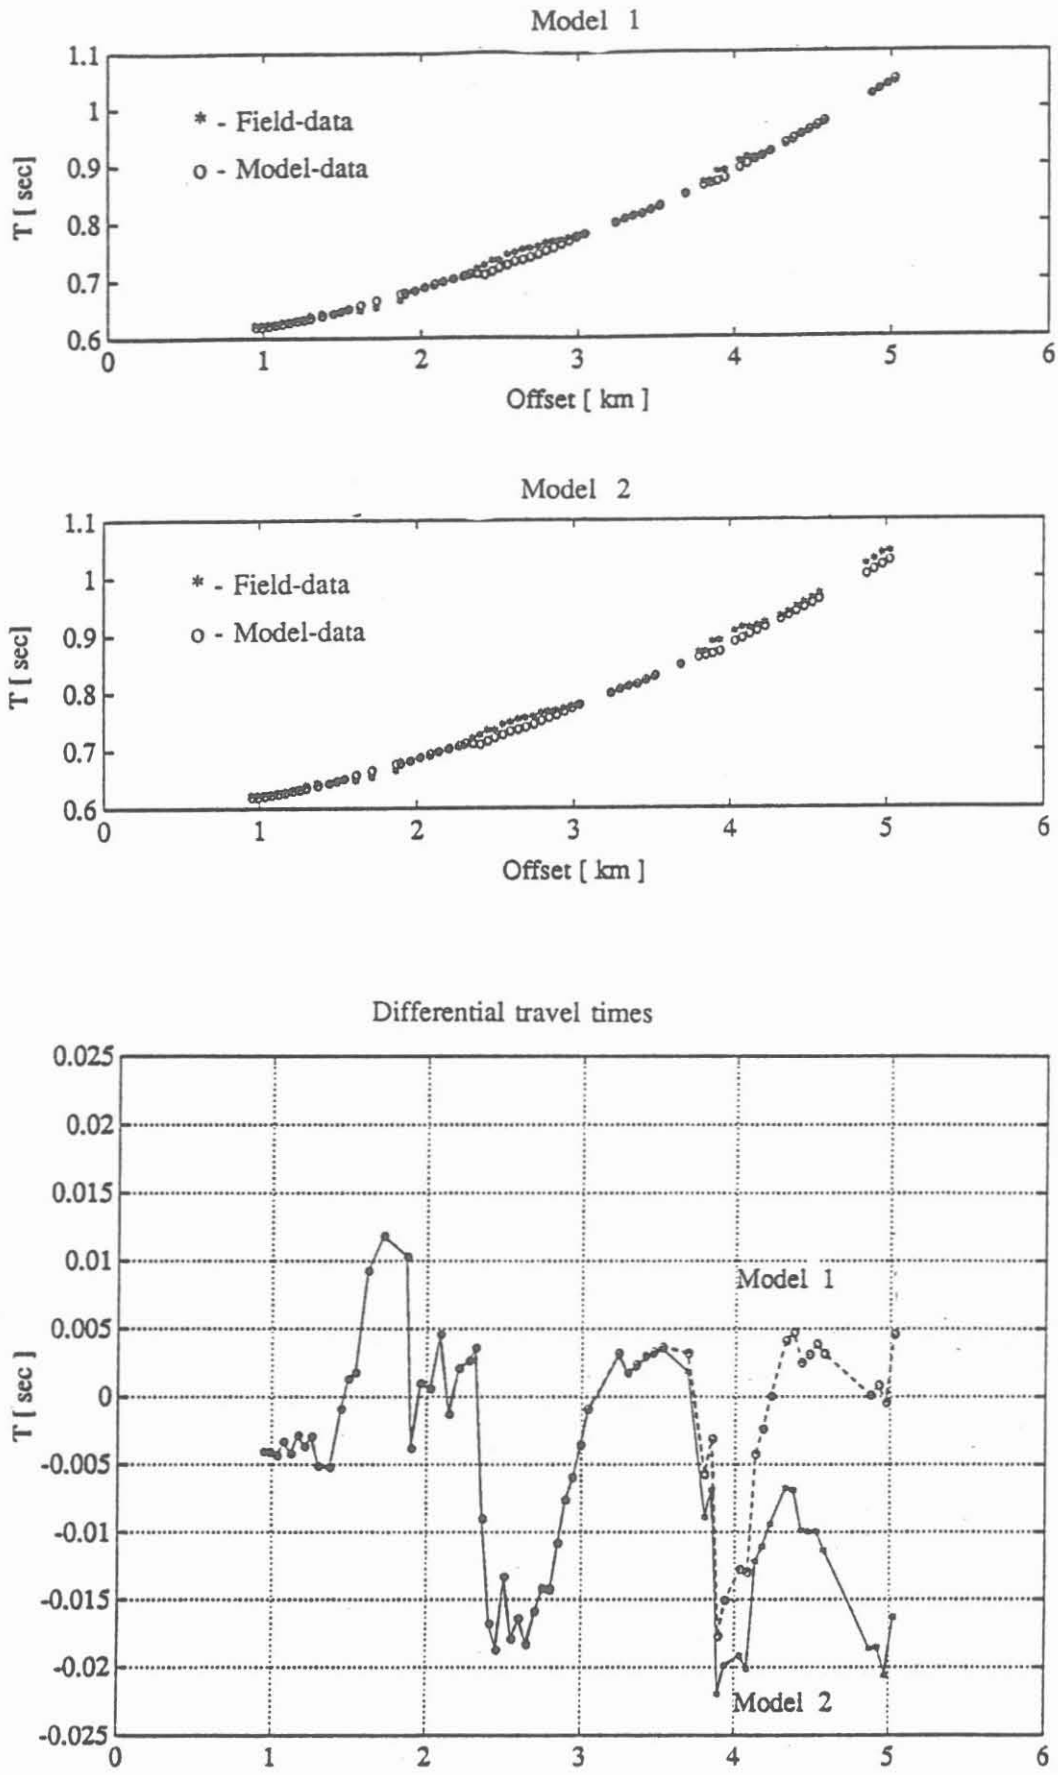 Model 1
1.1
1
0.9
0.8
0.7
0.6
T [ sec]
* - Field-data
o - Model-data
0 1 2 3 4 5 6
Offset [ km ]
Model 2
1.1
1
0.9
0.8
0.7
0.6
T [ sec]
* - Field-data
o - Model-data
0 1 2 3 4 5 6
Offset [ km ]
Differential travel times
0.025
0.02
0.015
0.01
0.005
0
-0.005
-0.01
-0.015
-0.02
-0.025
T [ sec ]
Model 1
Model 2
0 1 2 3 4 5 6